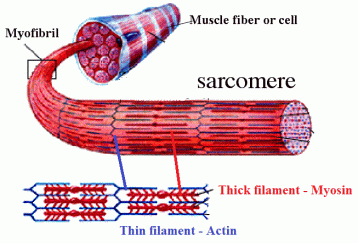 Muscle fiber or cell
Myofibril
sarcomere
Thick filament - Myosin
Thin filament - Actin